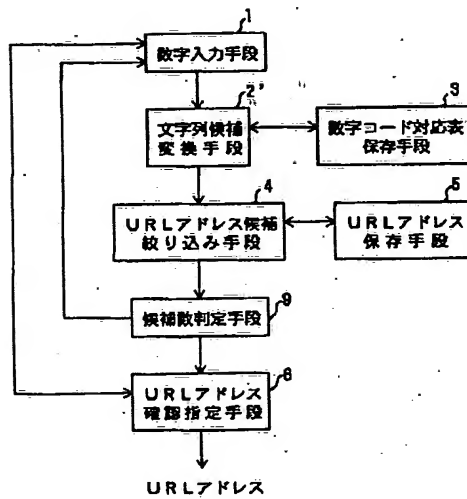 1
数字入力手段
2'
文字列候補
変換手段
3
数字コード対応表
保存手段
4
URLアドレス候補
絞り込み手段
5
URLアドレス
保存手段
9
候補数判定手段
6
URLアドレス
確認指定手段
URLアドレス